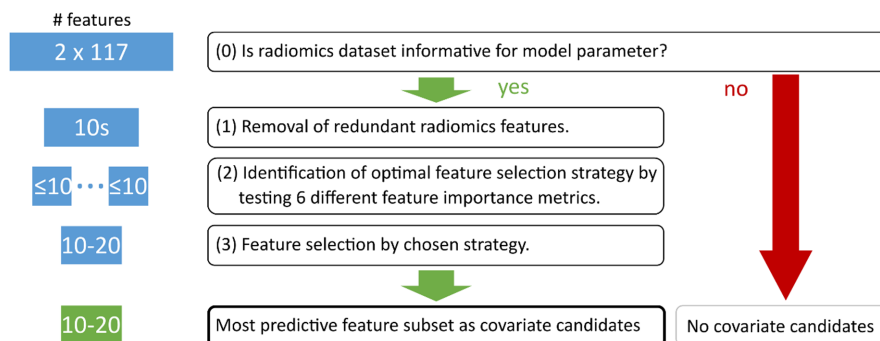 # features
2 x 117
(0) Is radiomics dataset informative for model parameter?
yes
no
10s
(1) Removal of redundant radiomics features.
≤10 ••• ≤10
(2) Identification of optimal feature selection strategy by
testing 6 different feature importance metrics.
10-20
(3) Feature selection by chosen strategy.
10-20
Most predictive feature subset as covariate candidates
No covariate candidates